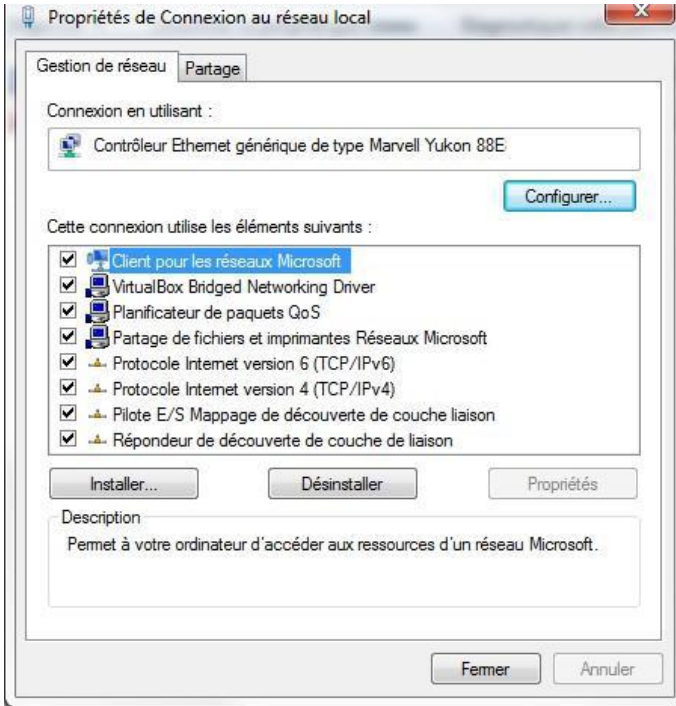 Propriétés de Connexion au réseau local
Gestion de réseau
Partage
Connexion en utilisant :
Contrôleur Ethernet générique de type Marvell Yukon 88E
Configurer...
Cette connexion utilise les éléments suivants :
Client pour les réseaux Microsoft
VirtualBox Bridged Networking Driver
Planificateur de paquets QoS
Partage de fichiers et imprimantes Réseaux Microsoft
Protocole Internet version 6 (TCP/IPv6)
Protocole Internet version 4 (TCP/IPv4)
Pilote E/S Mappage de découverte de couche liaison
Répondeur de découverte de couche de liaison
Installer...
Désinstaller
Propriétés
Description
Permet à votre ordinateur d'accéder aux ressources d'un réseau Microsoft.
Fermer
Annuler